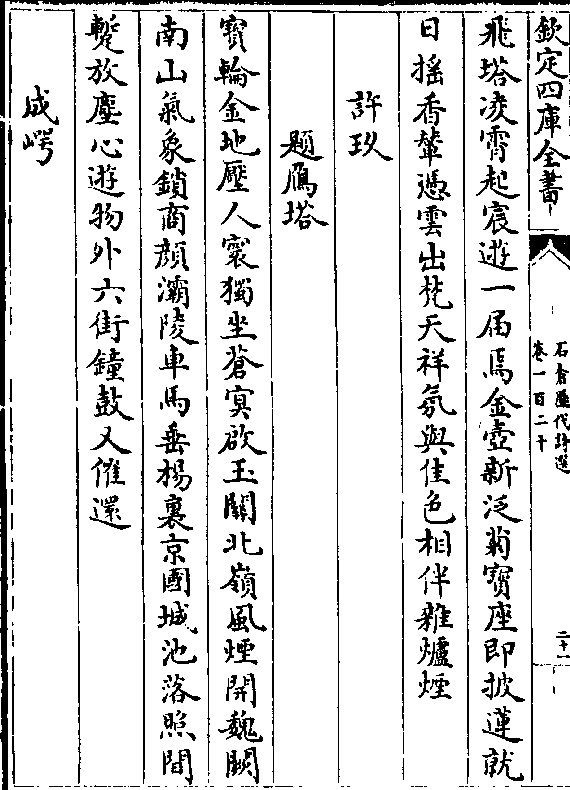 欽定四庫全書
石倉歷代詩選
卷一百二十
二十一
飛塔凌霄起宸遊一屆焉金壺新泛菊寶座即披蓮就
日搖香輦憑雲出梵天祥氛與佳色相伴雜爐煙
許玫
題鴈塔
寶輪金地壓人寰獨坐蒼冥啟玉關北嶺風煙開魏闕
南山氣象鎖商顔灞陵車馬垂楊裏京國城池落照間
蹔放塵心遊物外六街鐘鼓又催還
成崿